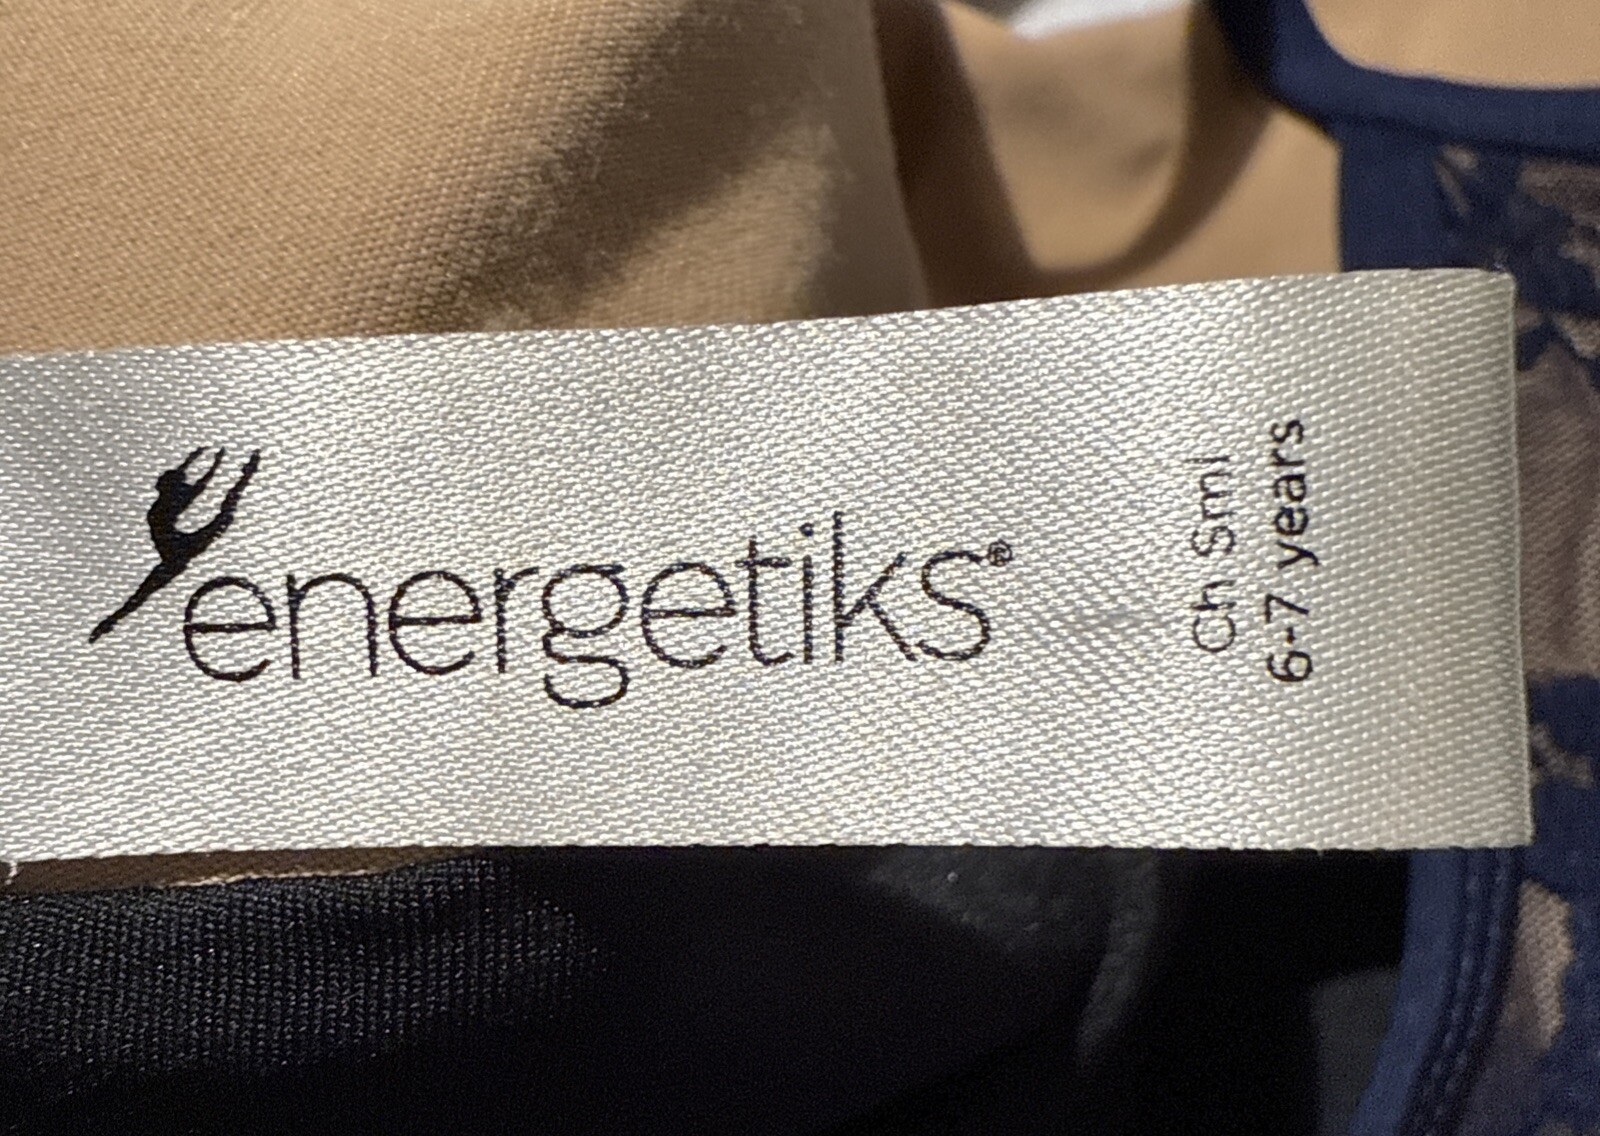 energetiks®
Ch Sml
6-7 years